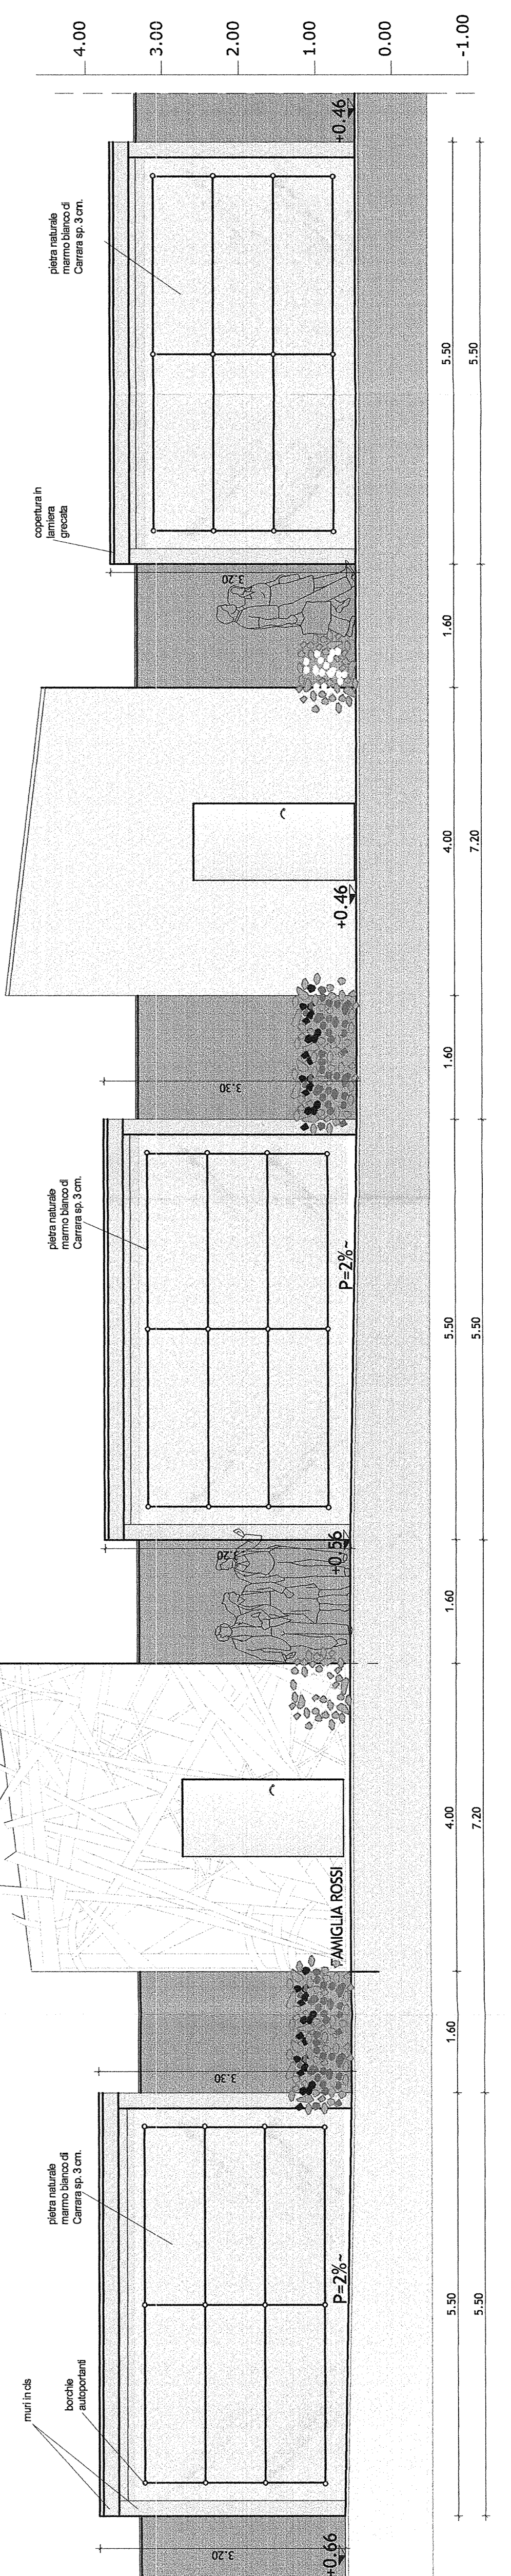 4.00
3.00
2.00
1.00
0.00
-1.00
+0.46
pietra naturale
marmo bianco di
Carrara sp. 3 cm.
5.50
5.50
copertura in
lamiera
grecata
3.20
1.60
4.00
7.20
+0.46
1.60
3.30
pietra naturale
marmo bianco di
Carrara sp. 3 cm.
P=2%~
5.50
5.50
+0.56
3.20
1.60
4.00
7.20
FAMIGLIA ROSSI
1.60
3.30
pietra naturale
marmo bianco di
Carrara sp. 3 cm.
P=2%~
5.50
5.50
muri in cls
borchie
autoportanti
3.20
+0.66